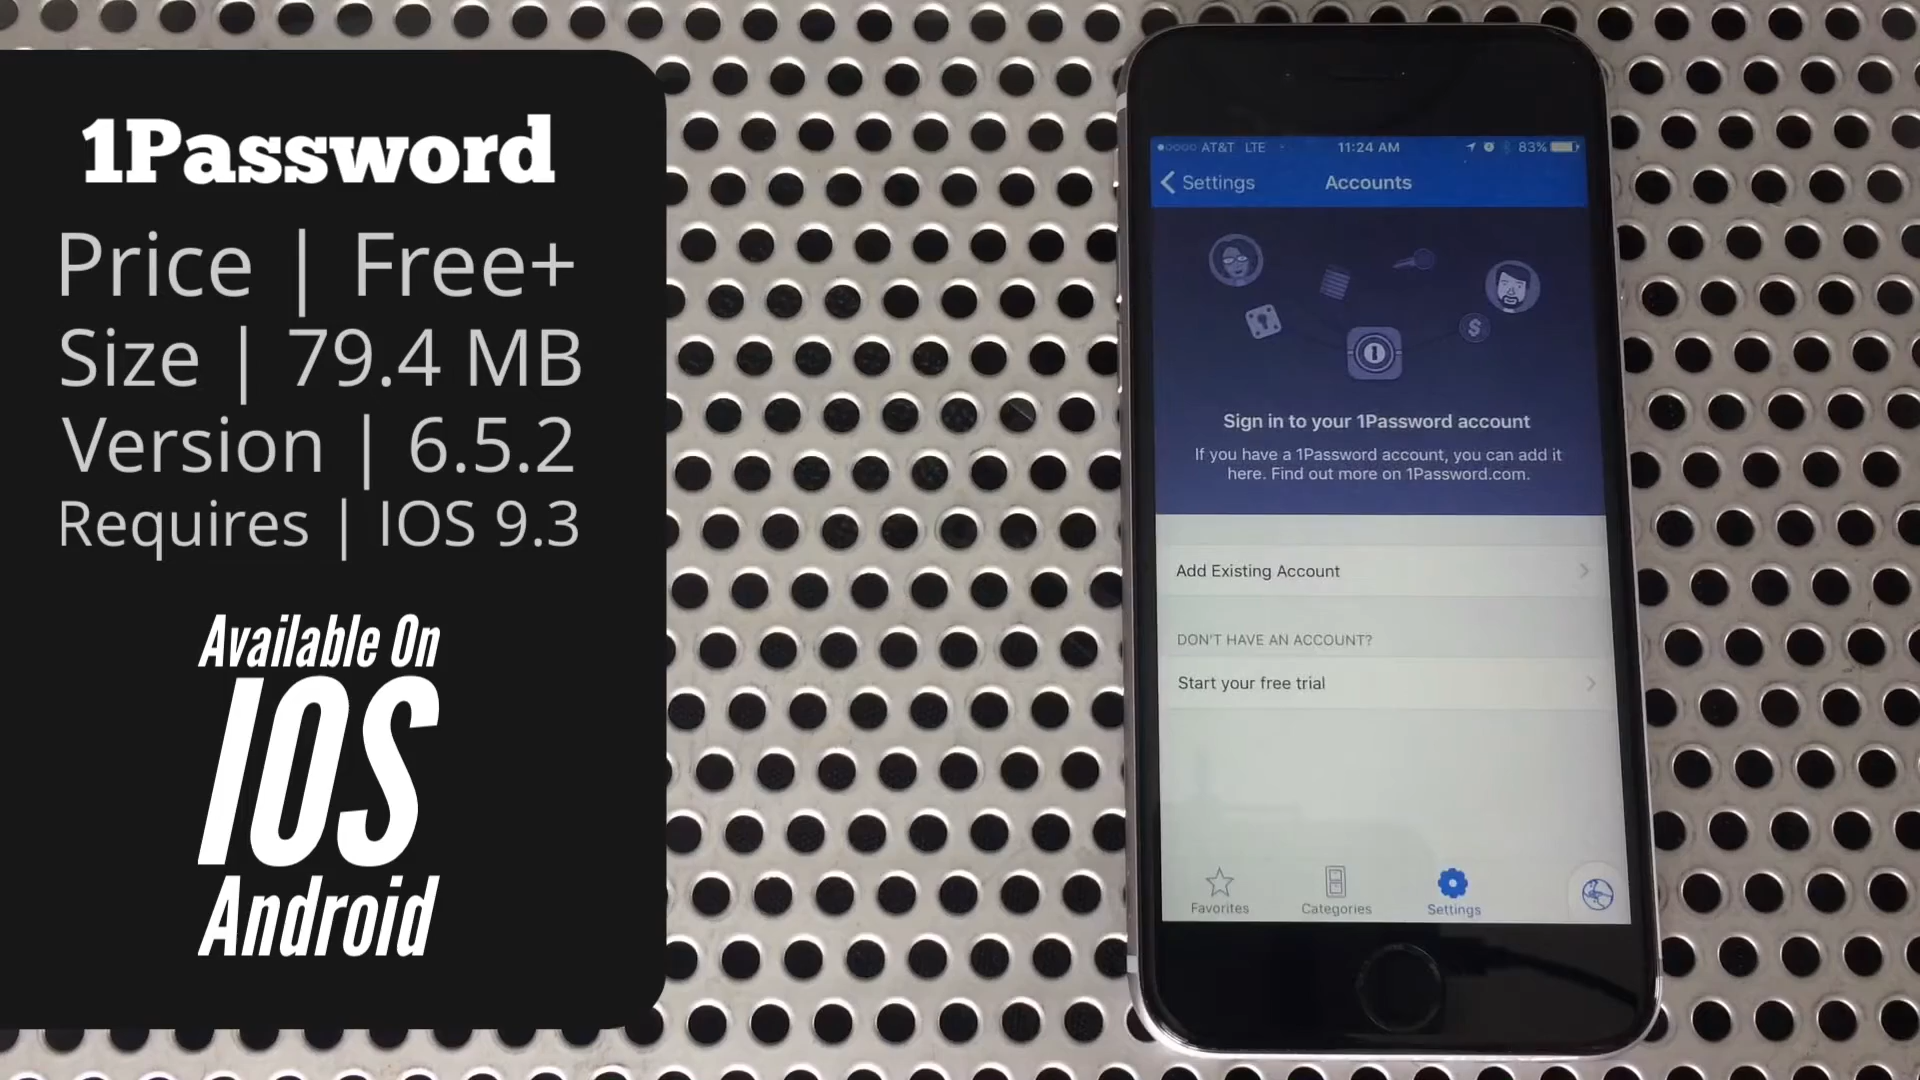 1Password
Price | Free+
Size | 79.4 MB
Version | 6.5.2
Requires | IOS 9.3
Available On
IOS
Android
AT&T LTE 11:24 AM 83%
Settings Accounts
$
Sign in to your 1Password account
If you have a 1Password account, you can add it
here. Find out more on 1Password.com.
Add Existing Account
DON'T HAVE AN ACCOUNT?
Start your free trial
Favorites Categories Settings